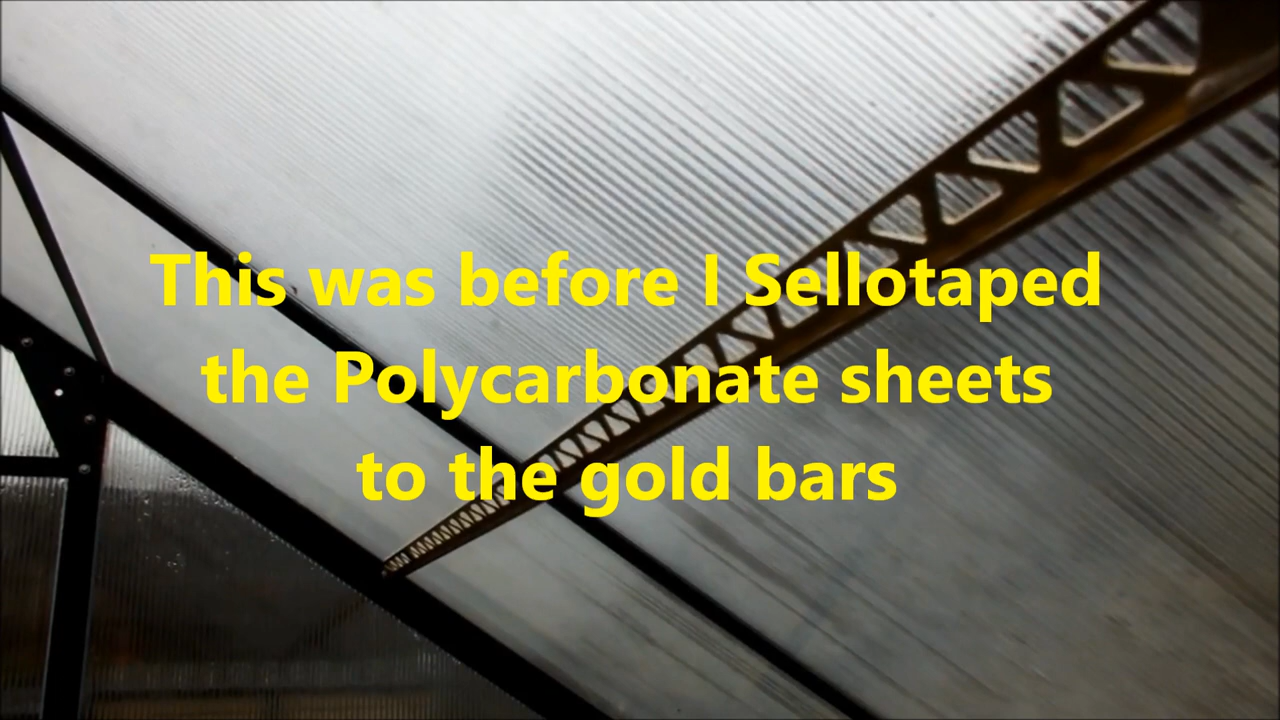 This was before I Sellotaped
the Polycarbonate sheets
to the gold bars